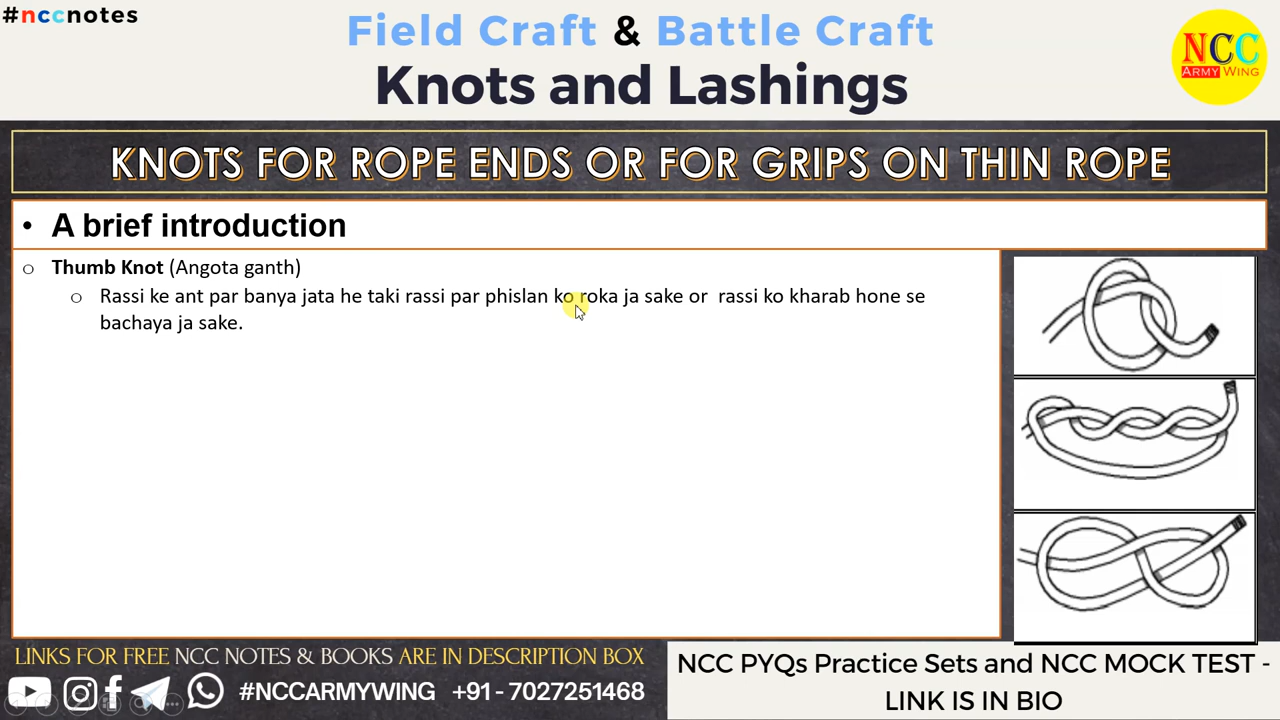 #nccnotes
Field Craft & Battle Craft
Knots and Lashings
NCC
ARMY WING
KNOTS FOR ROPE ENDS OR FOR GRIPS ON THIN ROPE
• A brief introduction
o Thumb Knot (Angota ganth)
o Rassi ke ant par banya jata he taki rassi par phislan ko roka ja sake or rassi ko kharab hone se
bachaya ja sake.
LINKS FOR FREE NCC NOTES & BOOKS ARE IN DESCRIPTION BOX
#NCCARMYWING +91 - 7027251468
NCC PYQs Practice Sets and NCC MOCK TEST -
LINK IS IN BIO